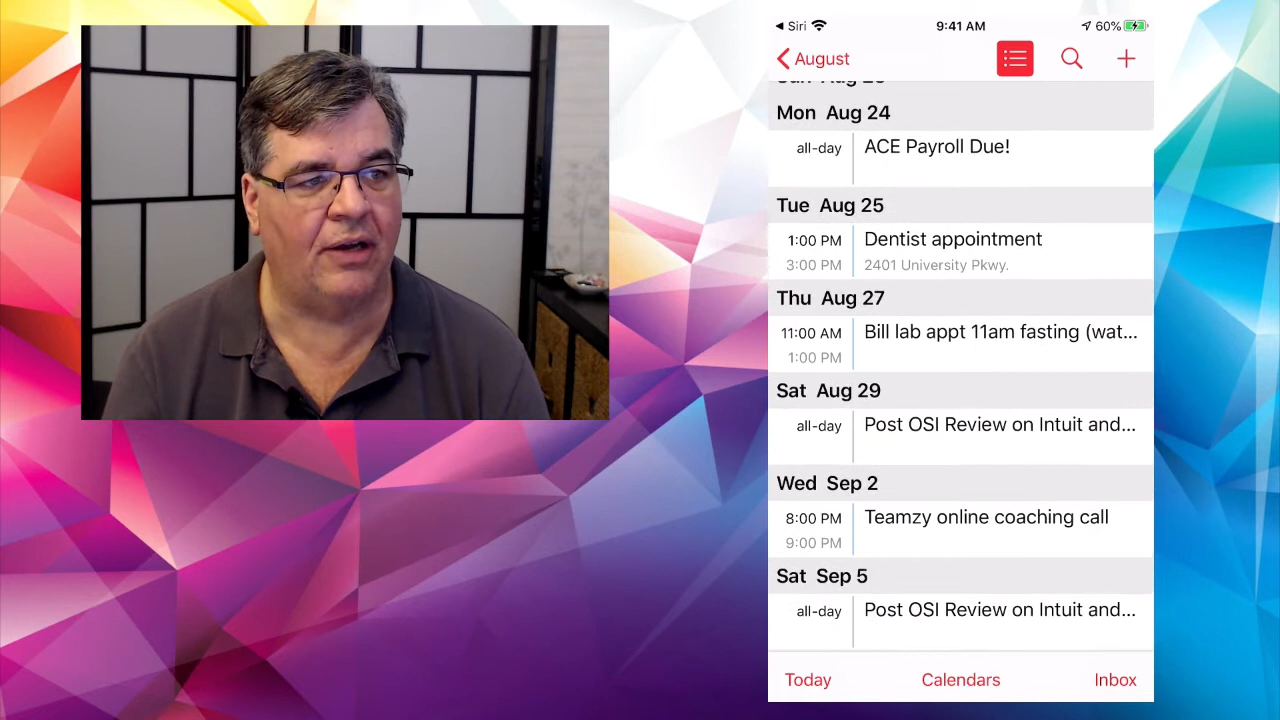 ◀ Siri 9:41 AM 60%
August
Mon Aug 24
all-day ACE Payroll Due!
Tue Aug 25
1:00 PM Dentist appointment
3:00 PM 2401 University Pkwy.
Thu Aug 27
11:00 AM Bill lab appt 11am fasting (wat...
1:00 PM
Sat Aug 29
all-day Post OSI Review on Intuit and...
Wed Sep 2
8:00 PM Teamzy online coaching call
9:00 PM
Sat Sep 5
all-day Post OSI Review on Intuit and...
Today Calendars Inbox